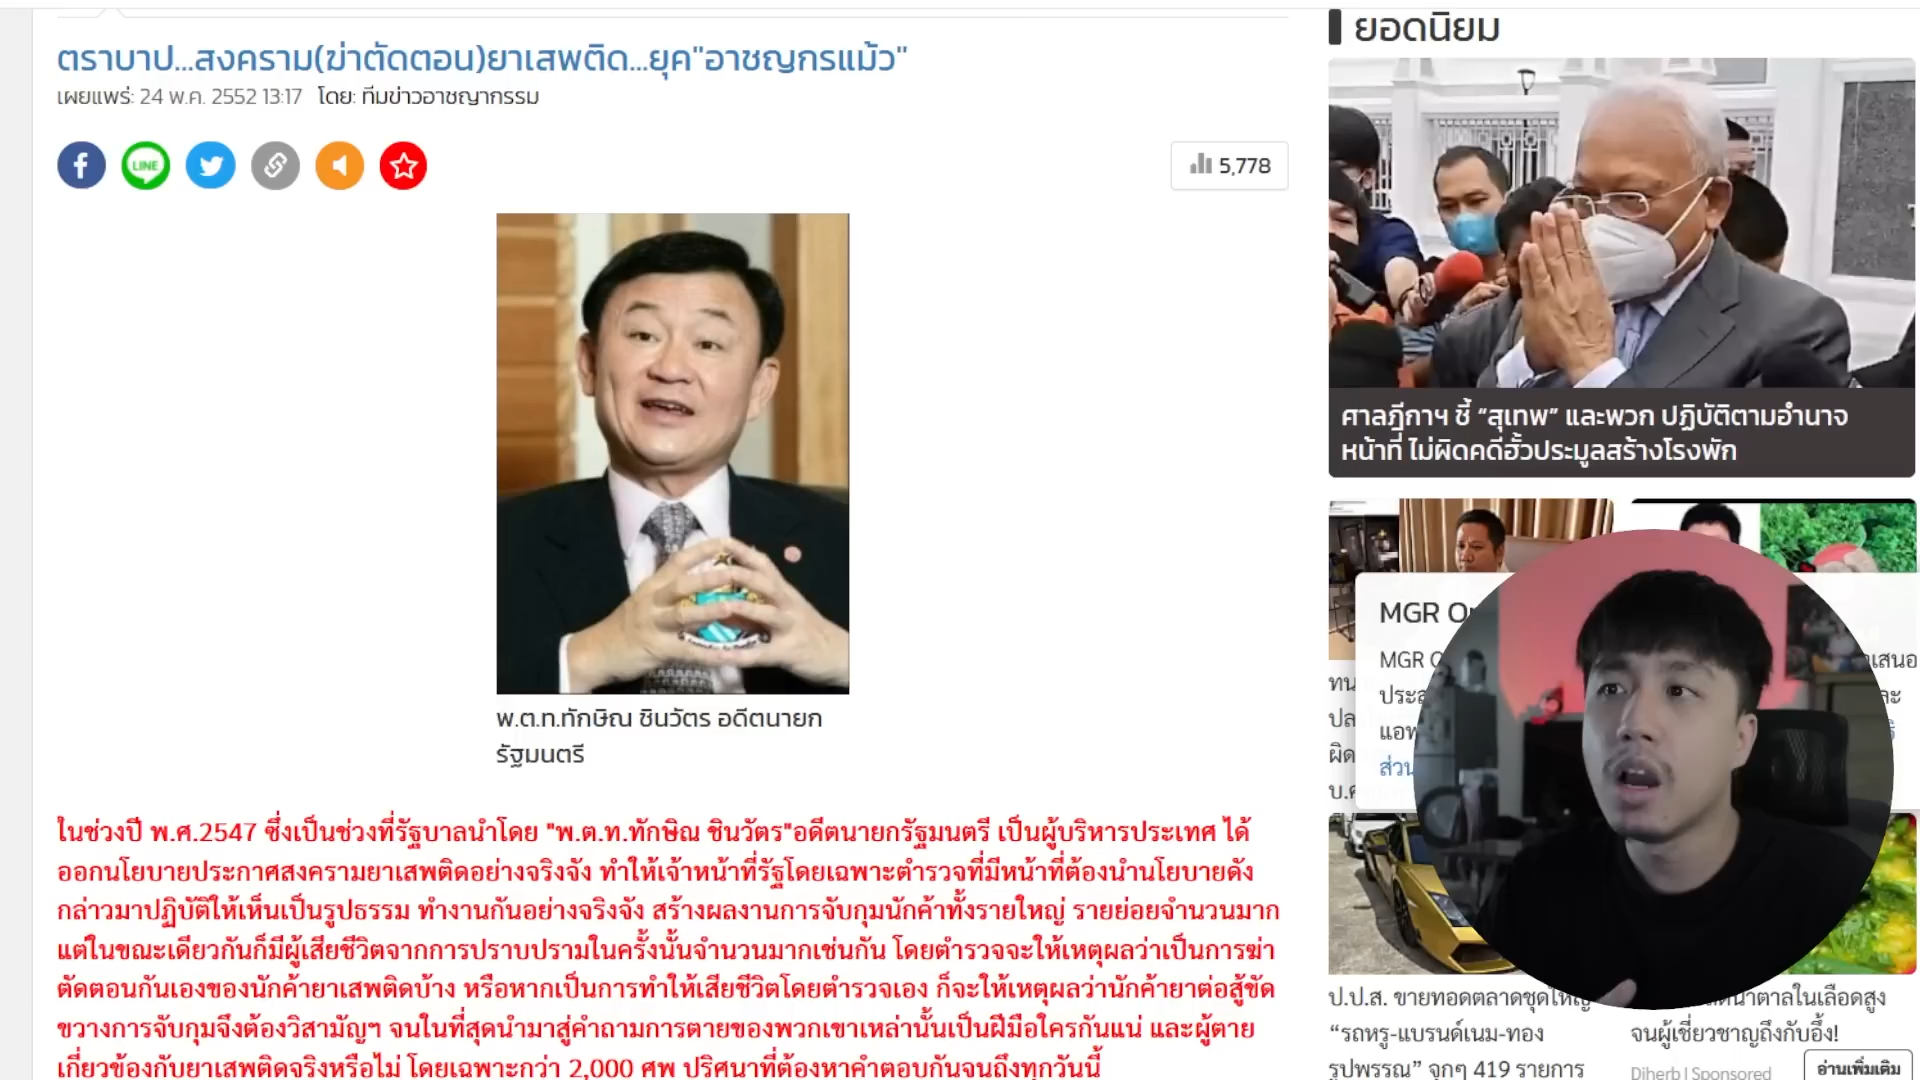 ตราบาป...สงคราม(ฆ่าตัดตอน)ยาเสพติด...ยุค"อาชญกรแม้ว"
เผยแพร่: 24 พ.ค. 2552 13:17 โดย: ทีมข่าวอาชญากรรม
LINE
5,778
พ.ต.ท.ทักษิณ ชินวัตร อดีตนายก
รัฐมนตรี
ในช่วงปี พ.ศ.2547 ซึ่งเป็นช่วงที่รัฐบาลนำโดย "พ.ต.ท.ทักษิณ ชินวัตร"อดีตนายกรัฐมนตรี เป็นผู้บริหารประเทศ ได้
ออกนโยบายประกาศสงครามยาเสพติดอย่างจริงจัง ทำให้เจ้าหน้าที่รัฐโดยเฉพาะตำรวจที่มีหน้าที่ต้องนำนโยบายดัง
กล่าวมาปฏิบัติให้เห็นเป็นรูปธรรม ทำงานกันอย่างจริงจัง สร้างผลงานการจับกุมนักค้าทั้งรายใหญ่ รายย่อยจำนวนมาก
แต่ในขณะเดียวกันก็มีผู้เสียชีวิตจากการปราบปรามในครั้งนั้นจำนวนมากเช่นกัน โดยตำรวจจะให้เหตุผลว่าเป็นการฆ่า
ตัดตอนกันเองของนักค้ายาเสพติดบ้าง หรือหากเป็นการทำให้เสียชีวิตโดยตำรวจเอง ก็จะให้เหตุผลว่านักค้ายาต่อสู้ขัด
ขวางการจับกุมจึงต้องวิสามัญฯ จนในที่สุดนำมาสู่คำถามการตายของพวกเขาเหล่านั้นเป็นฝีมือใครกันแน่ และผู้ตาย
เกี่ยวข้องกับยาเสพติดจริงหรือไม่ โดยเฉพาะกว่า 2,000 ศพ ปริศนาที่ต้องหาคำตอบกันจนถึงทุกวันนี้
ยอดนิยม
ศาลฎีกาฯ ชี้ “สุเทพ” และพวก ปฏิบัติตามอำนาจ
หน้าที่ ไม่ผิดคดีฮั้วประมูลสร้างโรงพัก
MGR
MGR
ส่วน
ป.ป.ส. ขายทอดตลาดชุดใหญ่
“รถหรู-แบรนด์เนม-ทอง
รูปพรรณ” จุกๆ 419 รายการ
น้ำตาลในเลือดสูง
จนผู้เชี่ยวชาญถึงกับอึ้ง!
Diherb | Sponsored
อ่านเพิ่มเติม